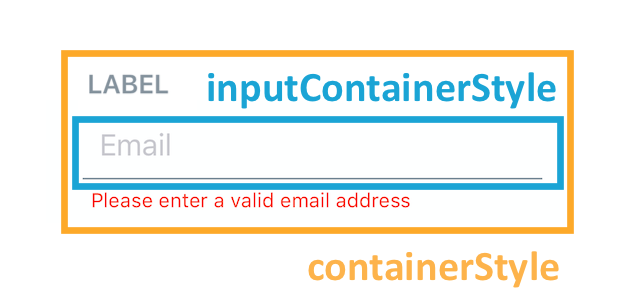 LABEL
inputContainerStyle
Email
Please enter a valid email address
containerStyle